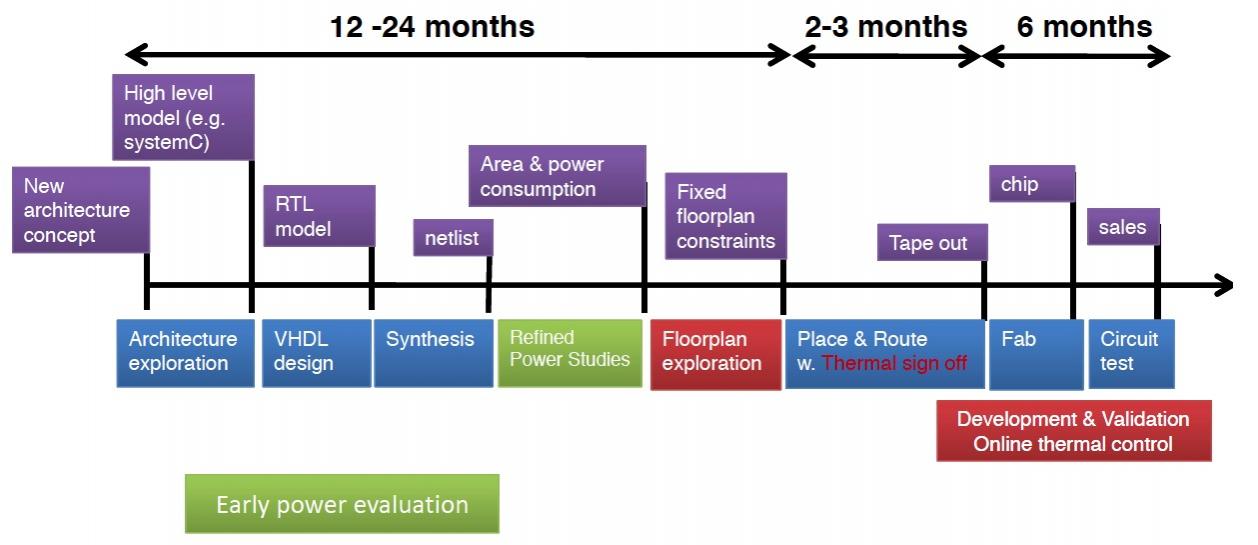 12 -24 months
2-3 months
6 months
High level
model (e.g.
systemC)
New
architecture
concept
RTL
model
netlist
Area & power
consumption
Fixed
floorplan
constraints
Tape out
chip
sales
Architecture
exploration
VHDL
design
Synthesis
Refined
Power Studies
Floorplan
exploration
Place & Route
w. Thermal sign off
Fab
Circuit
test
Development & Validation
Online thermal control
Early power evaluation